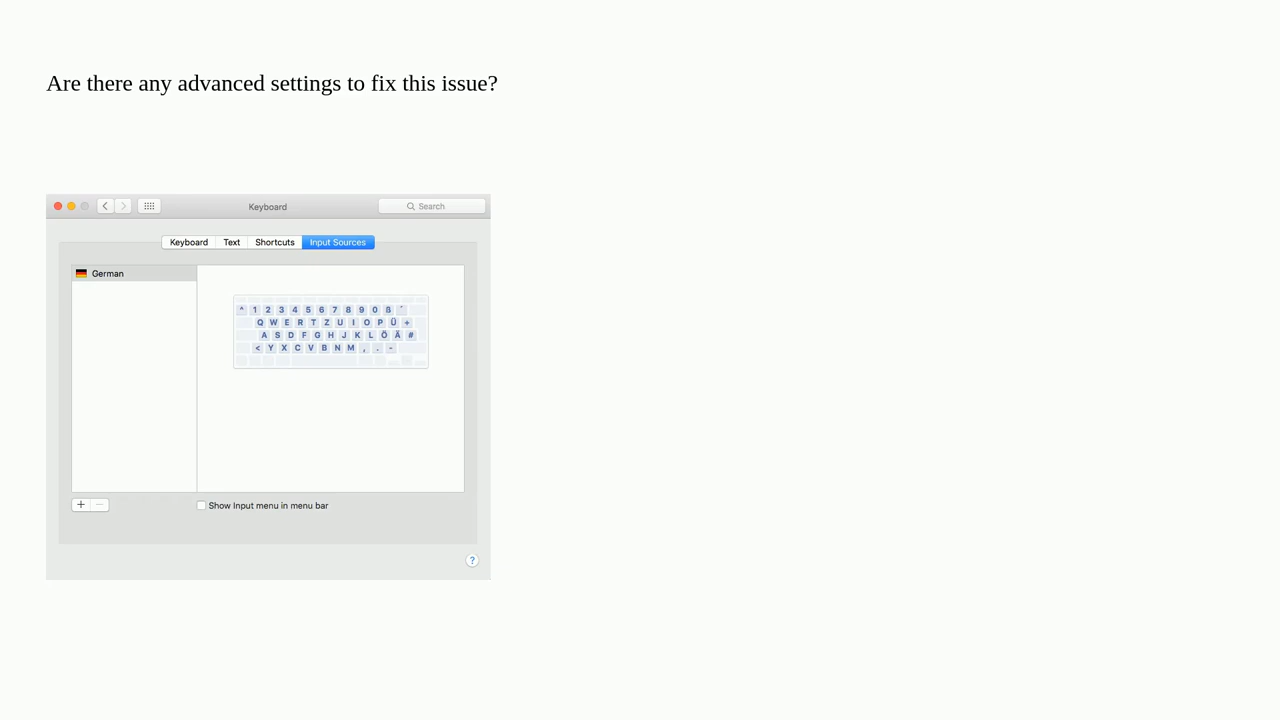 Are there any advanced settings to fix this issue?
Keyboard
Search
Keyboard Text Shortcuts Input Sources
German
^ 1 2 3 4 5 6 7 8 9 0 ß ´
Q W E R T Z U I O P Ü +
A S D F G H J K L Ö Ä #
< Y X C V B N M , . -
+ −
Show Input menu in menu bar
?